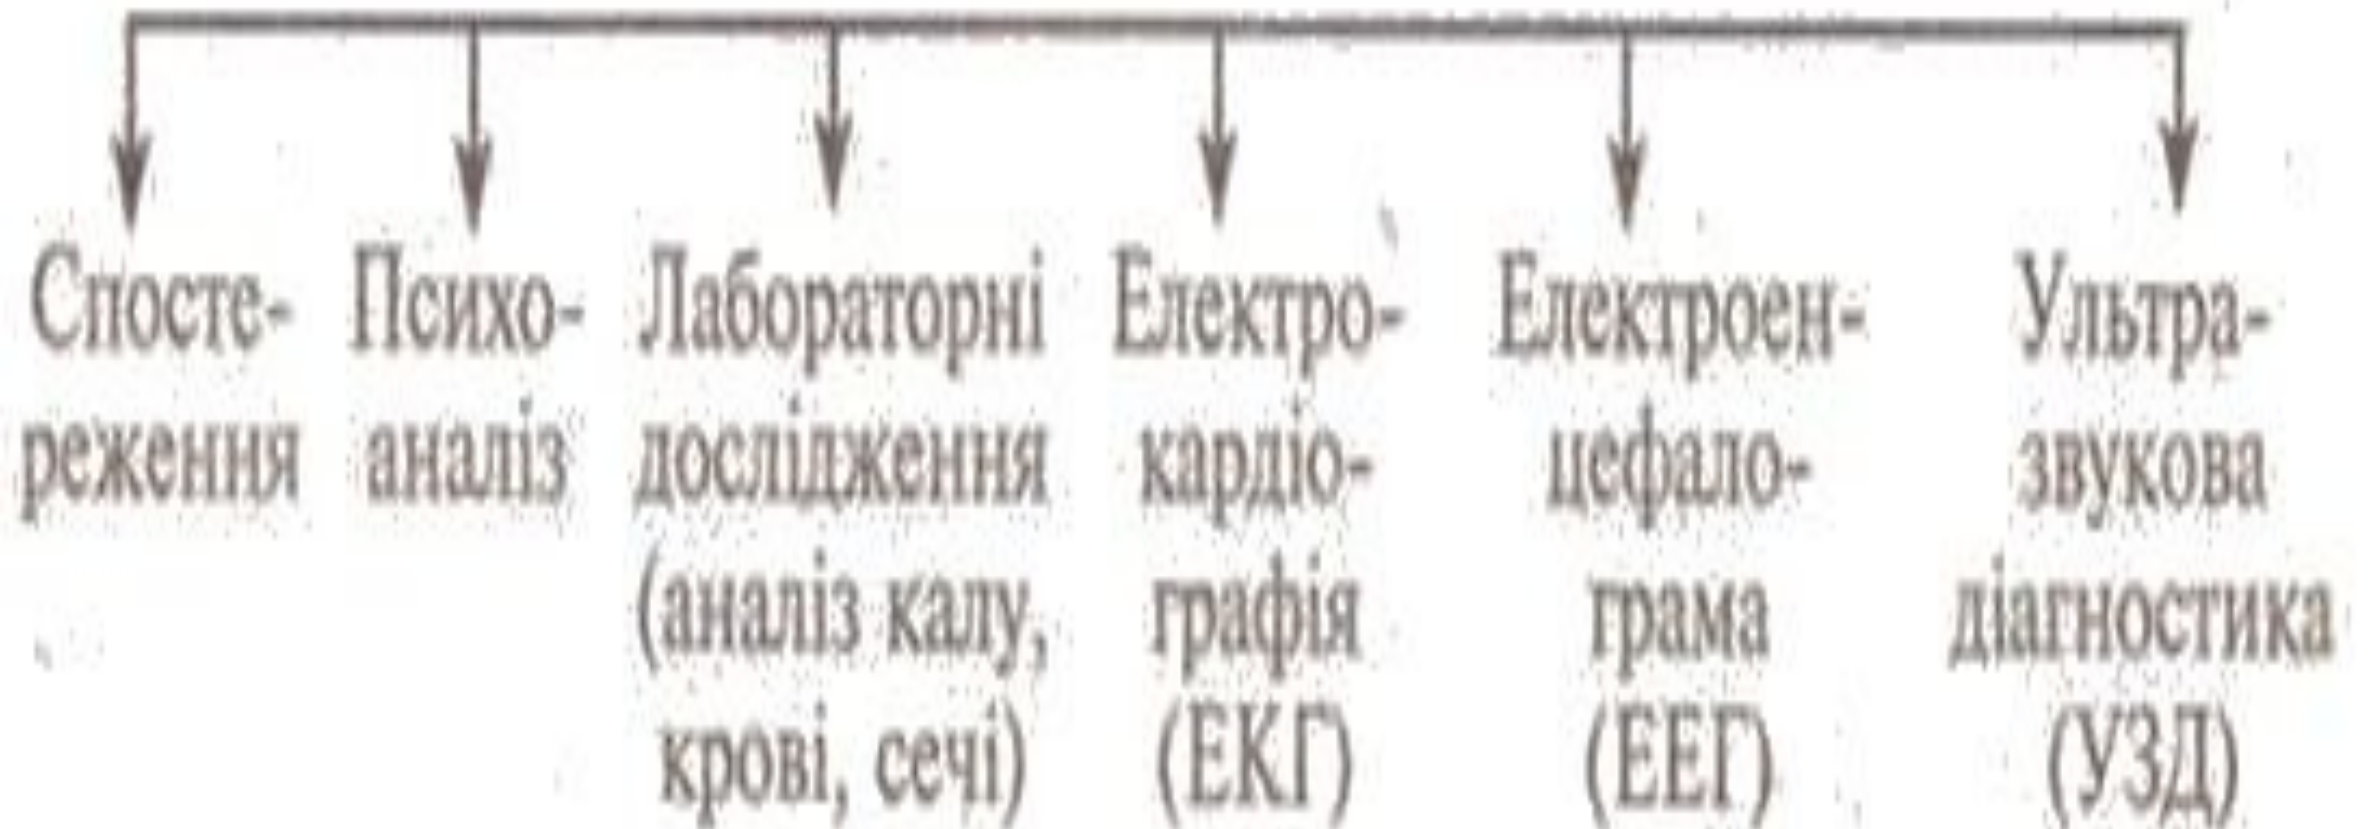 Спосте-
реження
Психо-
аналіз
Лабораторні
дослідження
(аналіз калу,
крові, сечі)
Електро-
кардіо-
графія
(ЕКГ)
Електроен-
цефало-
грама
(ЕЕГ)
Ультра-
звукова
діагностика
(УЗД)